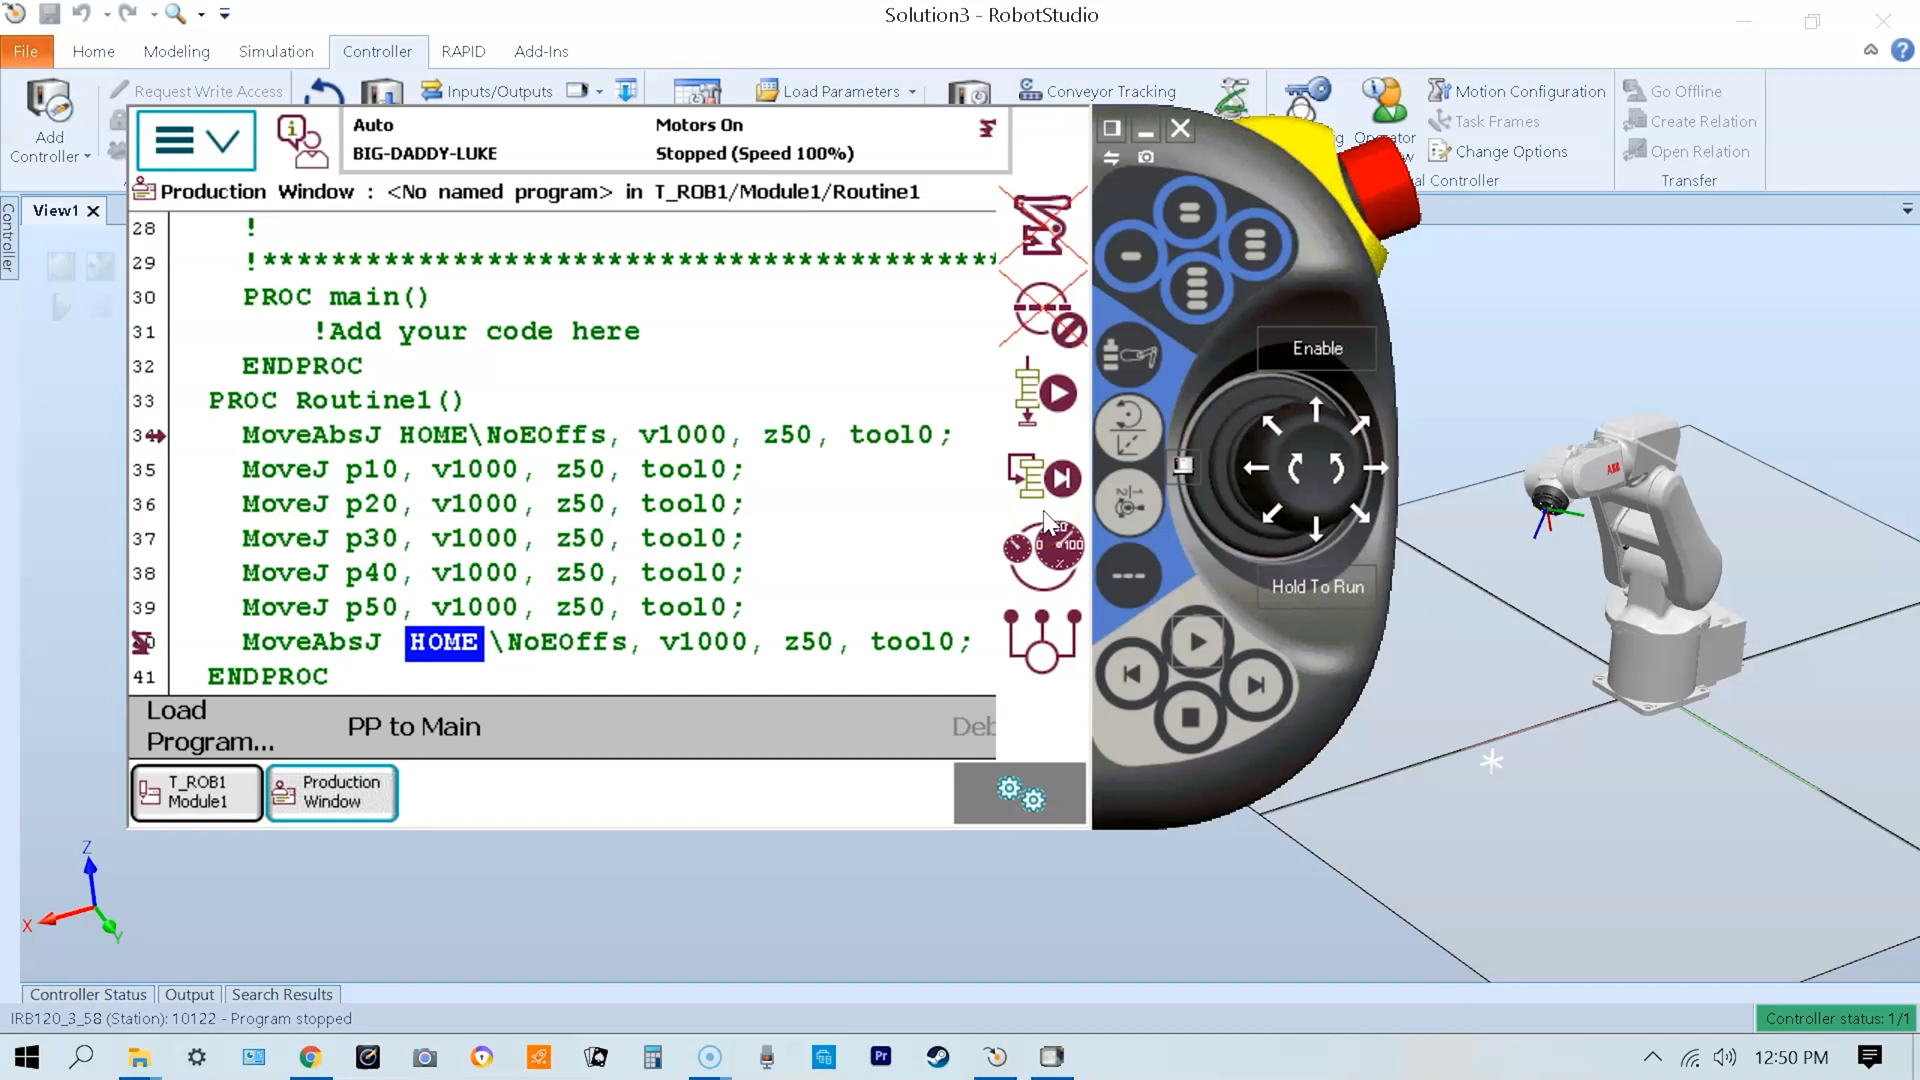 Solution3 - RobotStudio
File Home Modeling Simulation Controller RAPID Add-Ins
Add Controller
Request Write Access
Inputs/Outputs
Load Parameters
Conveyor Tracking
Motion Configuration
Task Frames
Change Options
Go Offline
Create Relation
Open Relation
Transfer
Controller
View1
Auto
BIG-DADDY-LUKE
Motors On
Stopped (Speed 100%)
Production Window : <No named program> in T_ROB1/Module1/Routine1
28 !
29 !*******************************************
30 PROC main()
31 !Add your code here
32 ENDPROC
33 PROC Routine1()
34 MoveAbsJ HOME\NoEOffs, v1000, z50, tool0;
35 MoveJ p10, v1000, z50, tool0;
36 MoveJ p20, v1000, z50, tool0;
37 MoveJ p30, v1000, z50, tool0;
38 MoveJ p40, v1000, z50, tool0;
39 MoveJ p50, v1000, z50, tool0;
MoveAbsJ HOME\NoEOffs, v1000, z50, tool0;
41 ENDPROC
Load Program...
PP to Main
T_ROB1 Module1
Production Window
Enable
Hold To Run
ABB
Z
X
Y
Controller Status Output Search Results
IRB120_3_58 (Station): 10122 - Program stopped
Controller status: 1/1
Pr
12:50 PM